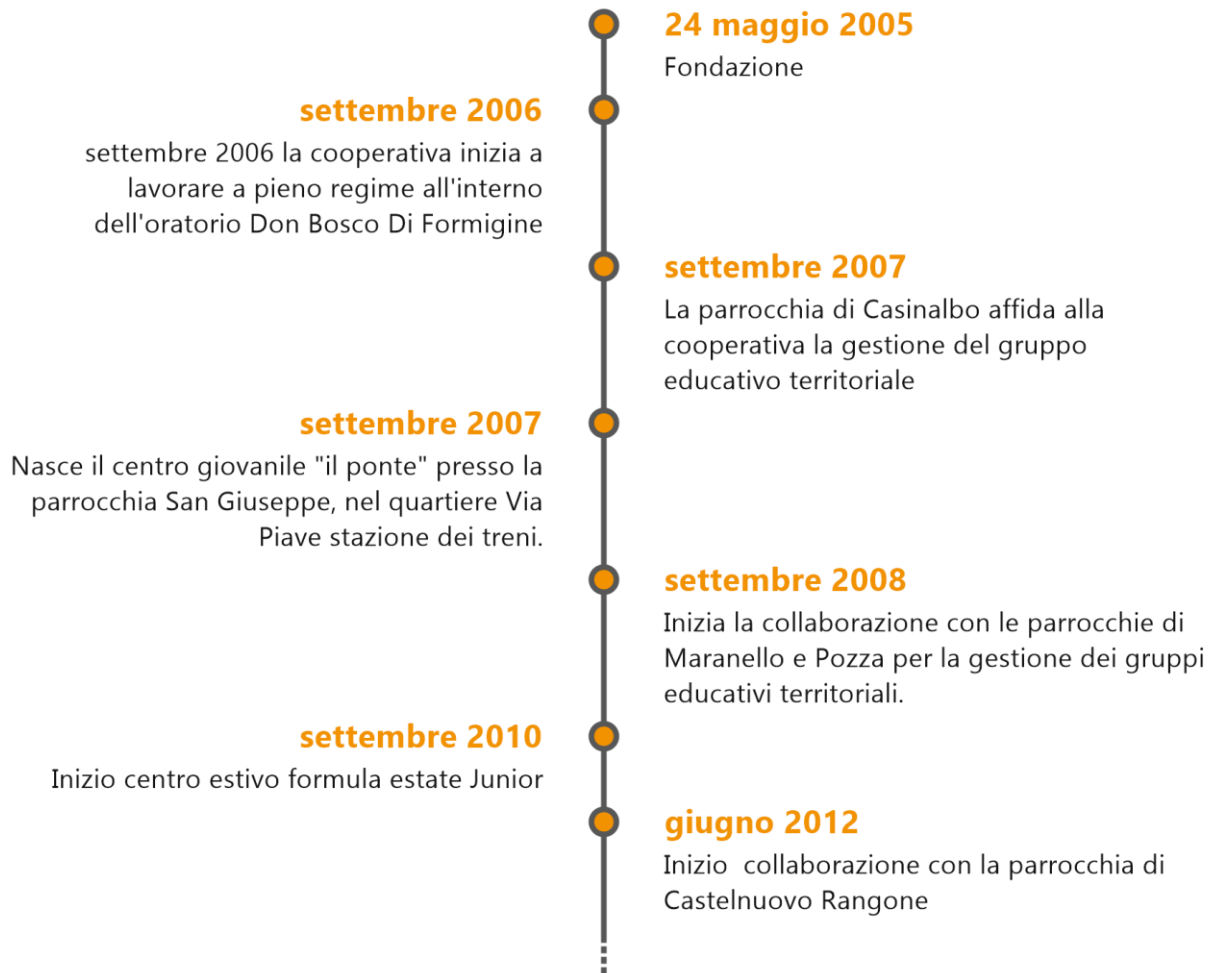 24 maggio 2005
Fondazione
settembre 2006
settembre 2006 la cooperativa inizia a
lavorare a pieno regime all'interno
dell'oratorio Don Bosco Di Formigine
settembre 2007
La parrocchia di Casinalbo affida alla
cooperativa la gestione del gruppo
educativo territoriale
settembre 2007
Nasce il centro giovanile "il ponte" presso la
parrocchia San Giuseppe, nel quartiere Via
Piave stazione dei treni.
settembre 2008
Inizia la collaborazione con le parrocchie di
Maranello e Pozza per la gestione dei gruppi
educativi territoriali.
settembre 2010
Inizio centro estivo formula estate Junior
giugno 2012
Inizio  collaborazione con la parrocchia di
Castelnuovo Rangone